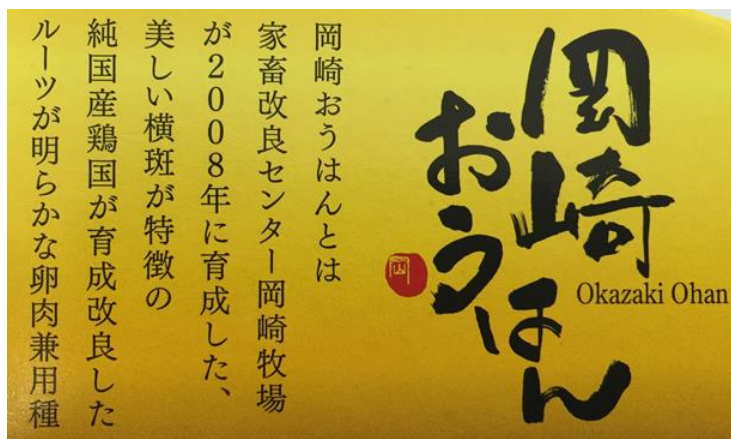 岡崎
おうはん
Okazaki Ohan
岡崎おうはんとは
家畜改良センター岡崎牧場
が2008年に育成した、
美しい横斑が特徴の
純国産鶏国が育成改良した
ルーツが明らかな卵肉兼用種